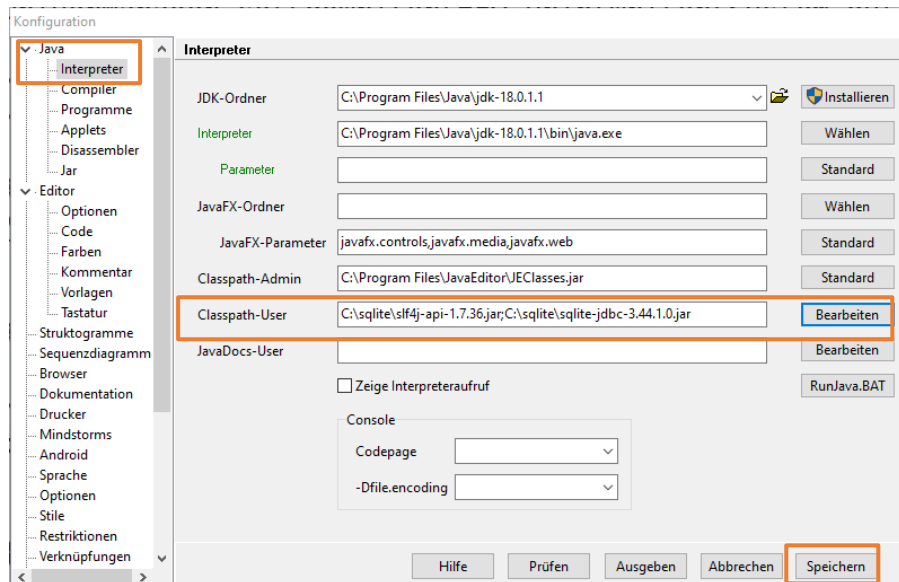 Konfiguration
Java
Interpreter
Compiler
Programme
Applets
Disassembler
Jar
Editor
Optionen
Code
Farben
Kommentar
Vorlagen
Tastatur
Struktogramme
Sequenzdiagramm
Browser
Dokumentation
Drucker
Mindstorms
Android
Sprache
Optionen
Stile
Restriktionen
Verknüpfungen
Interpreter
JDK-Ordner C:\Program Files\Java\jdk-18.0.1.1 Installieren
Interpreter C:\Program Files\Java\jdk-18.0.1.1\bin\java.exe Wählen
Parameter Standard
JavaFX-Ordner Wählen
JavaFX-Parameter javafx.controls,javafx.media,javafx.web Standard
Classpath-Admin C:\Program Files\JavaEditor\JEClasses.jar Standard
Classpath-User C:\sqlite\slf4j-api-1.7.36.jar;C:\sqlite\sqlite-jdbc-3.44.1.0.jar Bearbeiten
JavaDocs-User Bearbeiten
Zeige Interpreteraufruf RunJava.BAT
Console
Codepage
-Dfile.encoding
Hilfe Prüfen Ausgeben Abbrechen Speichern